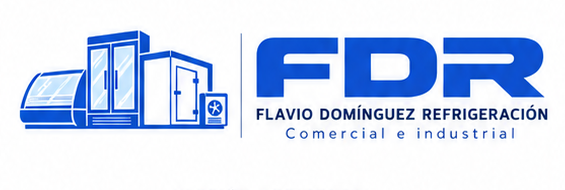 FDR
FLAVIO DOMÍNGUEZ REFRIGERACIÓN
Comercial e industrial